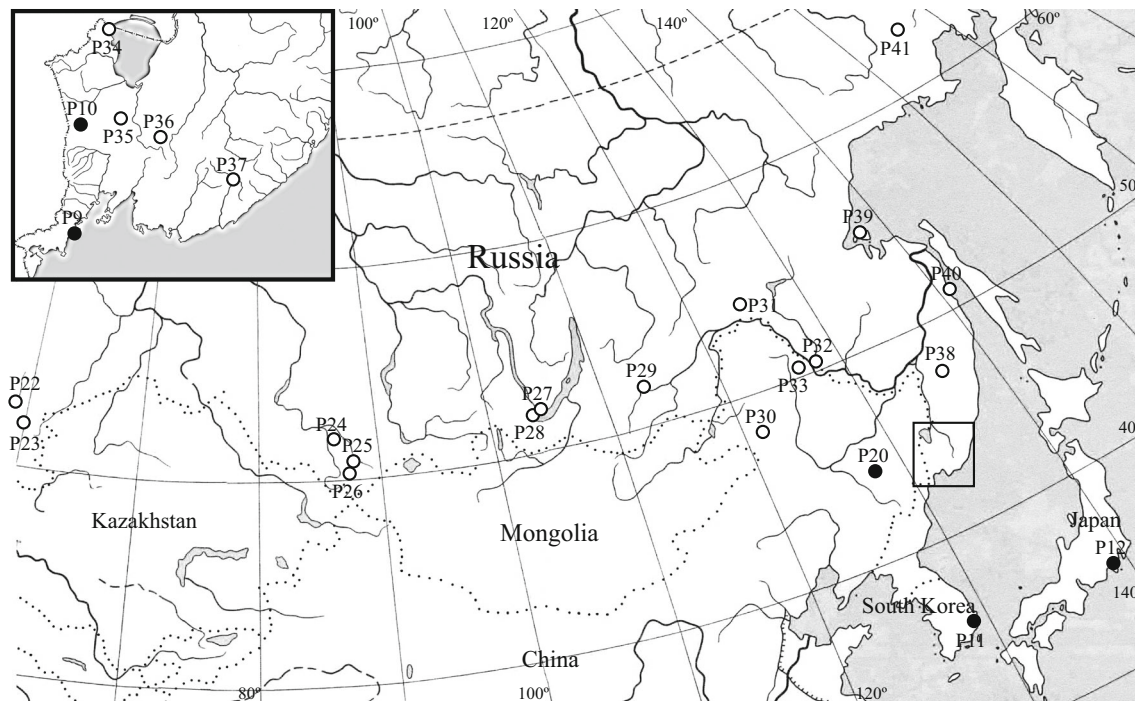 100º
120º
140º
60º
P34
P41
P10
P35
P36
P37
P9
50
P39
Russia
P40
P31
P32
P33
P38
P29
P22
P23
P27
P28
P24
P25
P26
P30
P20
40
Kazakhstan
Mongolia
Japan
P12
140
South Korea
P11
China
80º
100º
120º